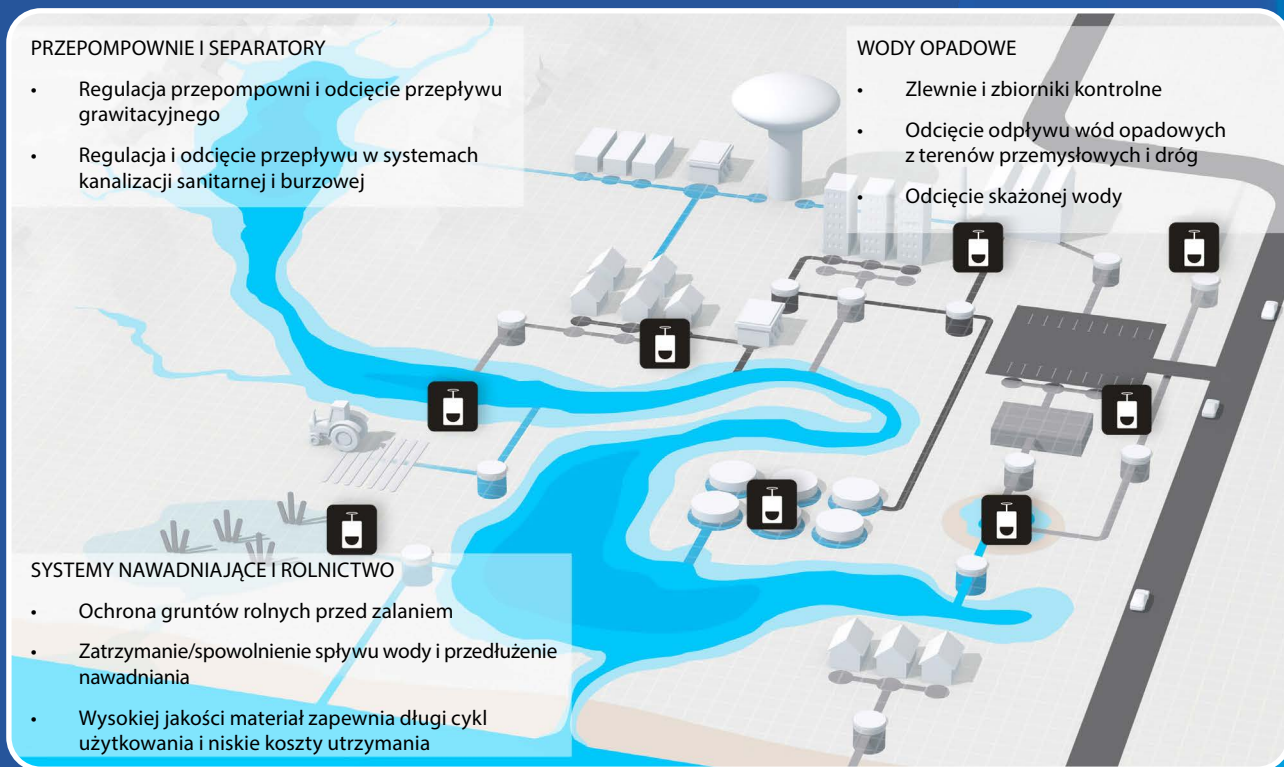 PRZEPOMPOWNIE I SEPARATORY
• Regulacja przepompowni i odcięcie przepływu
grawitacyjnego
• Regulacja i odcięcie przepływu w systemach
kanalizacji sanitarnej i burzowej
WODY OPADOWE
• Zlewnie i zbiorniki kontrolne
• Odcięcie odpływu wód opadowych
z terenów przemysłowych i dróg
• Odcięcie skażonej wody
SYSTEMY NAWADNIAJĄCE I ROLNICTWO
• Ochrona gruntów rolnych przed zalaniem
• Zatrzymanie/spowolnienie spływu wody i przedłużenie
nawadniania
• Wysokiej jakości materiał zapewnia długi cykl
użytkowania i niskie koszty utrzymania